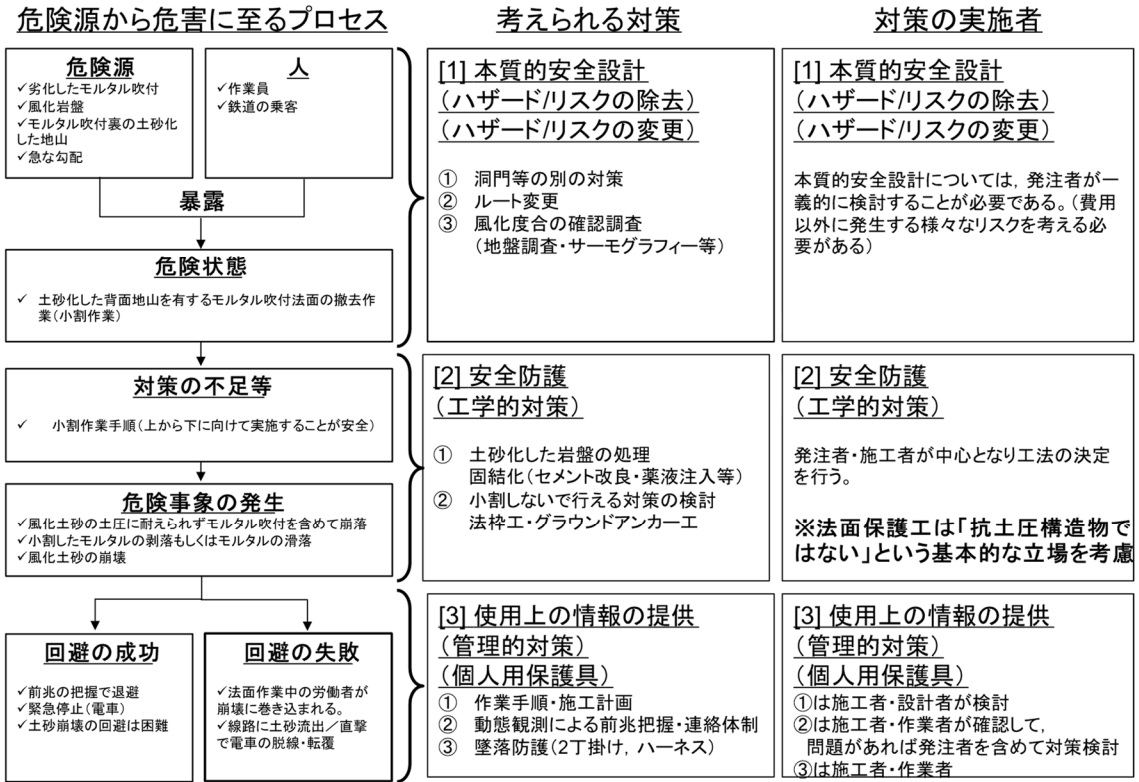 危険源から危害に至るプロセス
危険源
✓劣化したモルタル吹付
✓風化岩盤
✓モルタル吹付裏の土砂化
した地山
✓急な勾配
人
✓作業員
✓鉄道の乗客
暴露
危険状態
✓ 土砂化した背面地山を有するモルタル吹付法面の撤去作
業(小割作業)
対策の不足等
✓ 小割作業手順(上から下に向けて実施することが安全)
危険事象の発生
✓風化土砂の土圧に耐えられずモルタル吹付を含めて崩落
✓小割したモルタルの剥落もしくはモルタルの滑落
✓風化土砂の崩壊
回避の成功
✓前兆の把握で退避
✓緊急停止(電車)
✓土砂崩壊の回避は困難
回避の失敗
✓法面作業中の労働者が
崩壊に巻き込まれる。
✓線路に土砂流出/直撃
で電車の脱線・転覆
考えられる対策
[1] 本質的安全設計
(ハザード/リスクの除去)
(ハザード/リスクの変更)
① 洞門等の別の対策
② ルート変更
③ 風化度合の確認調査
(地盤調査・サーモグラフィー等)
[2] 安全防護
(工学的対策)
① 土砂化した岩盤の処理
固結化(セメント改良・薬液注入等)
② 小割しないで行える対策の検討
法枠工・グラウンドアンカー工
[3] 使用上の情報の提供
(管理的対策)
(個人用保護具)
① 作業手順・施工計画
② 動態観測による前兆把握・連絡体制
③ 墜落防護(2丁掛け, ハーネス)
対策の実施者
[1] 本質的安全設計
(ハザード/リスクの除去)
(ハザード/リスクの変更)
本質的安全設計については, 発注者が一
義的に検討することが必要である。(費用
以外に発生する様々なリスクを考える必
要がある)
[2] 安全防護
(工学的対策)
発注者・施工者が中心となり工法の決定
を行う。
※法面保護工は「抗土圧構造物で
はない」という基本的な立場を考慮
[3] 使用上の情報の提供
(管理的対策)
(個人用保護具)
①は施工者・設計者が検討
②は施工者・作業者が確認して,
問題があれば発注者を含めて対策検討
③は施工者・作業者